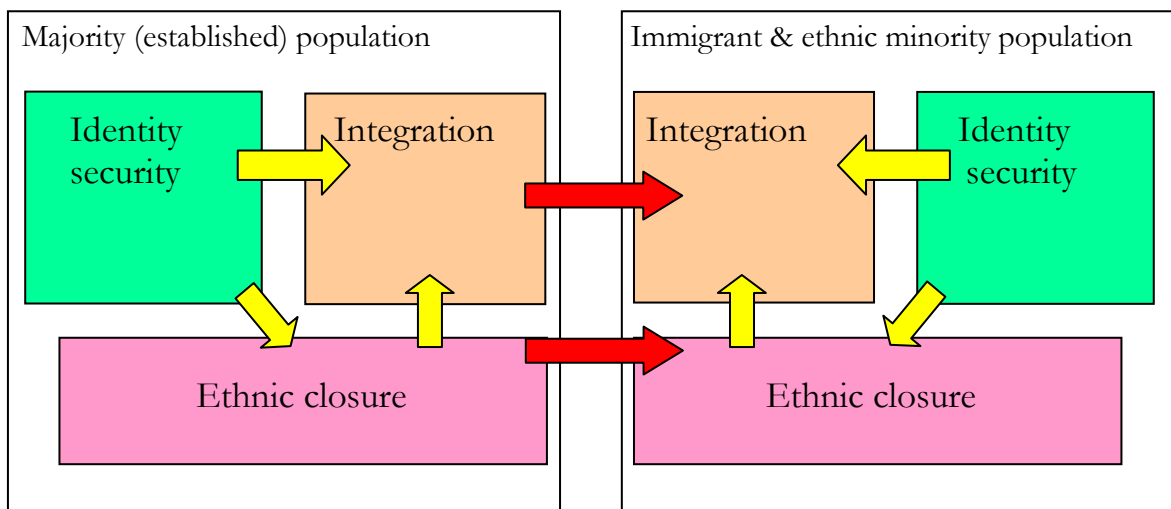 Majority (established) population
Identity
security
Integration
Ethnic closure
Immigrant & ethnic minority population
Integration
Identity
security
Ethnic closure